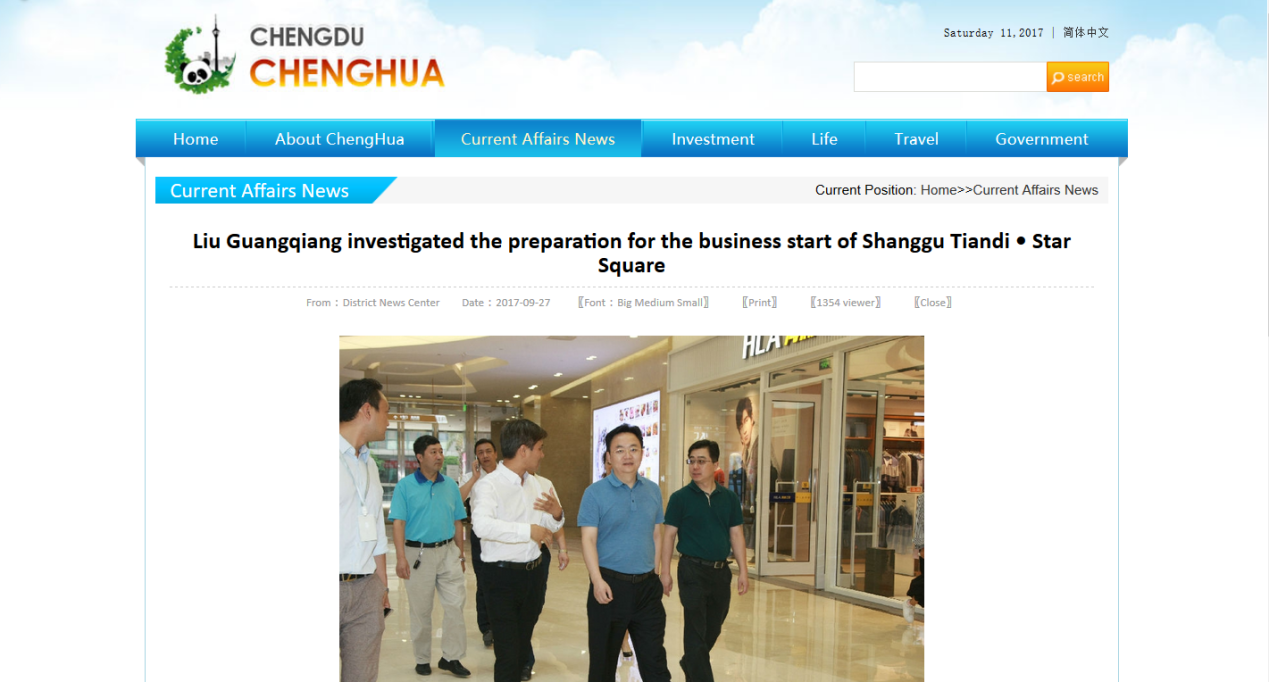 CHENGDU
CHENGHUA
Saturday 11,2017 | 简体中文
search
Home About ChengHua Current Affairs News Investment Life Travel Government
Current Affairs News
Current Position: Home>>Current Affairs News
Liu Guangqiang investigated the preparation for the business start of Shanggu Tiandi • Star
Square
From：District News Center Date：2017-09-27 〖Font：Big Medium Small〗 〖Print〗 〖1354 viewer〗 〖Close〗
HLA